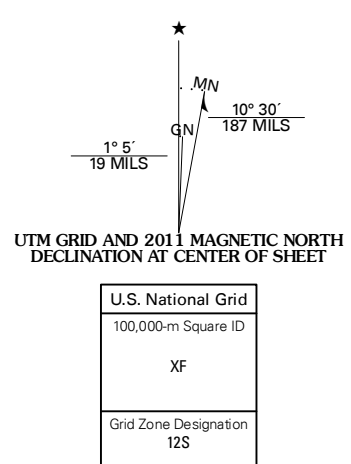 ★
MN
10° 30´
187 MILS
GN
1° 5´
19 MILS
UTM GRID AND 2011 MAGNETIC NORTH
DECLINATION AT CENTER OF SHEET
U.S. National Grid
100,000-m Square ID
XF
Grid Zone Designation
12S